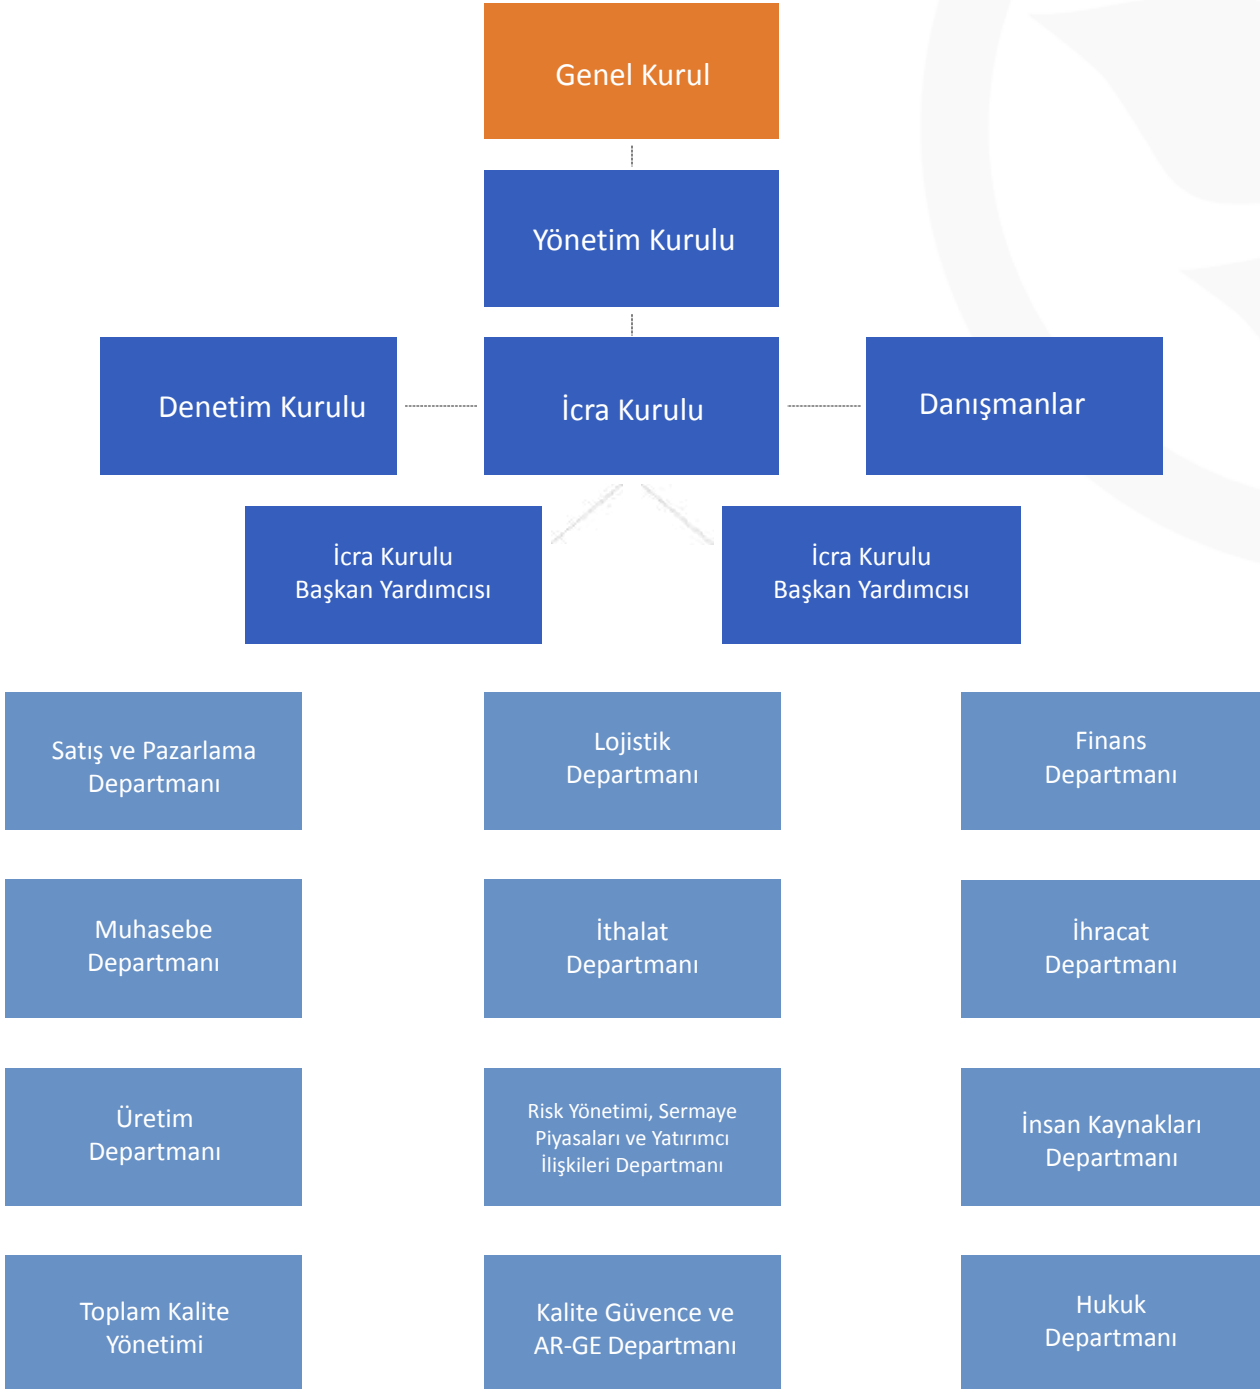 Genel Kurul
Yönetim Kurulu
Denetim Kurulu
İcra Kurulu
Danışmanlar
İcra Kurulu
Başkan Yardımcısı
İcra Kurulu
Başkan Yardımcısı
Satış ve Pazarlama
Departmanı
Lojistik
Departmanı
Finans
Departmanı
Muhasebe
Departmanı
İthalat
Departmanı
İhracat
Departmanı
Üretim
Departmanı
Risk Yönetimi, Sermaye
Piyasaları ve Yatırımcı
İlişkileri Departmanı
İnsan Kaynakları
Departmanı
Toplam Kalite
Yönetimi
Kalite Güvence ve
AR-GE Departmanı
Hukuk
Departmanı